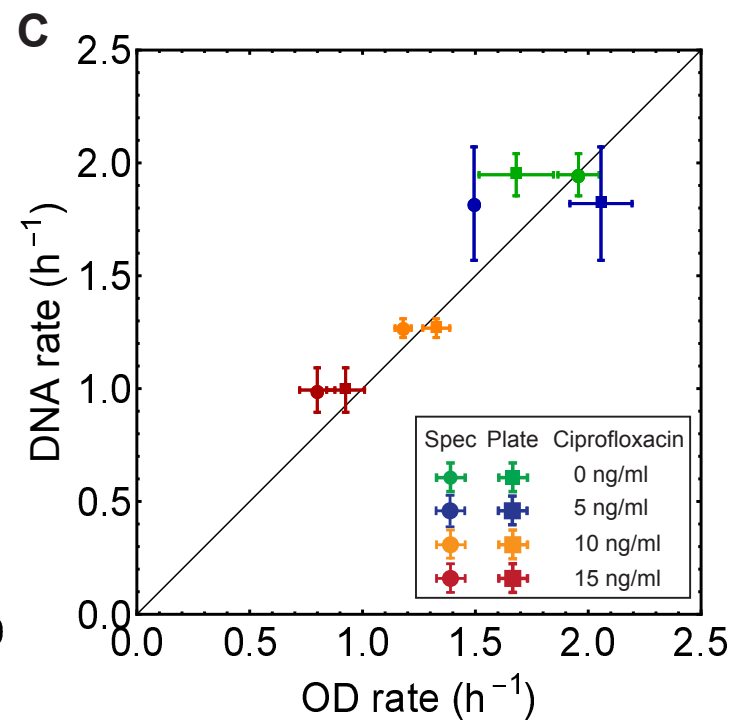 C
2.5
2.0
1.5
1.0
0.5
0.0
DNA rate (h⁻¹)
Spec Plate Ciprofloxacin
0 ng/ml
5 ng/ml
10 ng/ml
15 ng/ml
0.0 0.5 1.0 1.5 2.0 2.5
OD rate (h⁻¹)